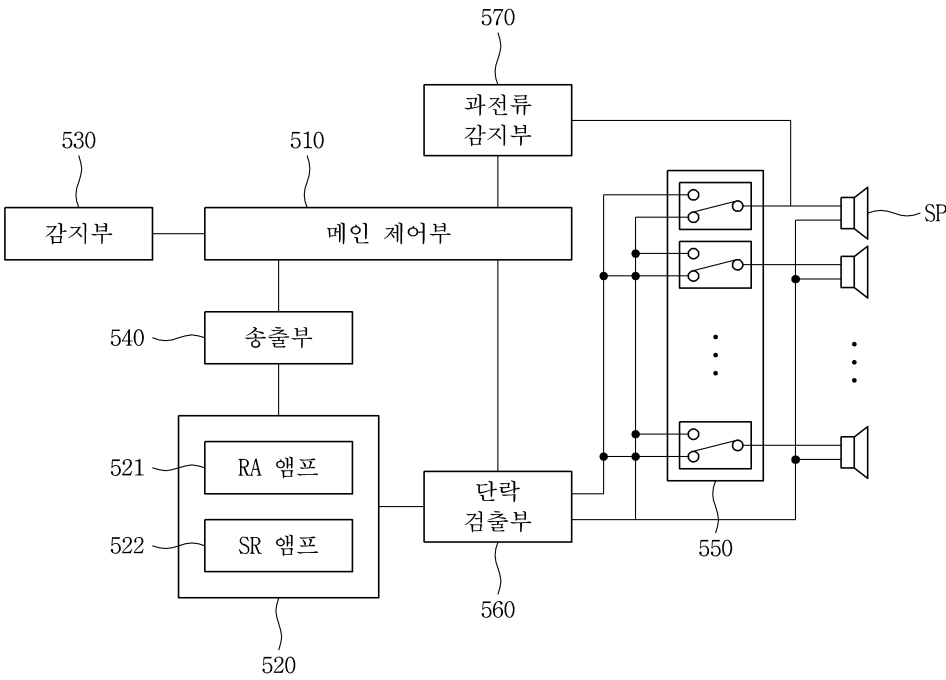 570
과전류
감지부
530
510
감지부
메인 제어부
SP
540
송출부
521
RA 앰프
단락
검출부
522
SR 앰프
550
560
520